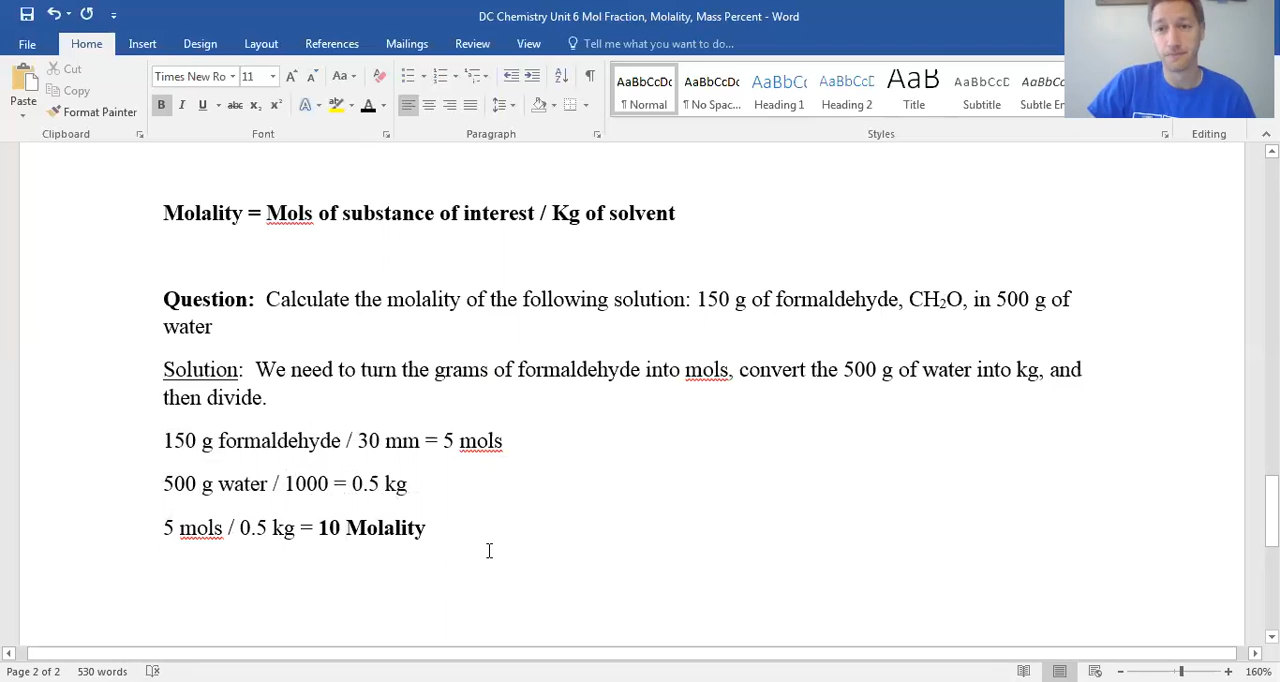 DC Chemistry Unit 6 Mol Fraction, Molality, Mass Percent - Word
File Home Insert Design Layout References Mailings Review View Tell me what you want to do...
Paste
Cut
Copy
Format Painter
Times New Ro 11
AaBbCcDc AaBbCcDc AaBbCc AaBbCcE AaB AaBbCcD AaBbCcD
¶ Normal ¶ No Spac... Heading 1 Heading 2 Title Subtitle Subtle Em
Clipboard Font Paragraph Styles Editing
Molality = Mols of substance of interest / Kg of solvent
Question: Calculate the molality of the following solution: 150 g of formaldehyde, CH₂O, in 500 g of
water
Solution: We need to turn the grams of formaldehyde into mols, convert the 500 g of water into kg, and
then divide.
150 g formaldehyde / 30 mm = 5 mols
500 g water / 1000 = 0.5 kg
5 mols / 0.5 kg = 10 Molality
Page 2 of 2 530 words 160%